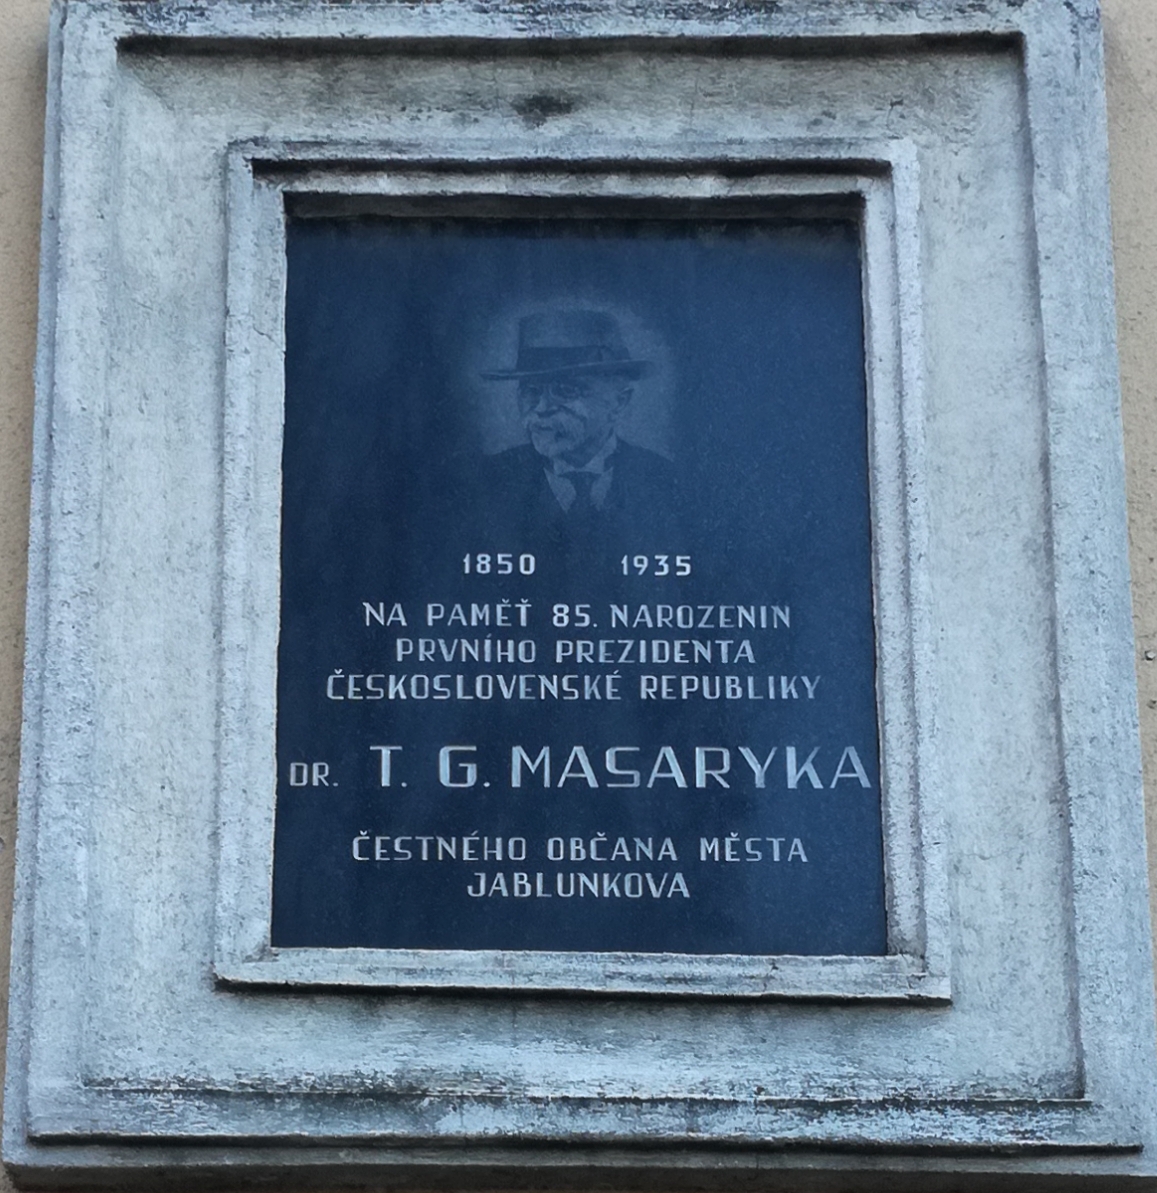 1850 1935
NA PAMĚŤ 85. NAROZENIN
PRVNÍHO PREZIDENTA
ČESKOSLOVENSKÉ REPUBLIKY
DR. T. G. MASARYKA
ČESTNÉHO OBČANA MĚSTA
JABLUNKOVA